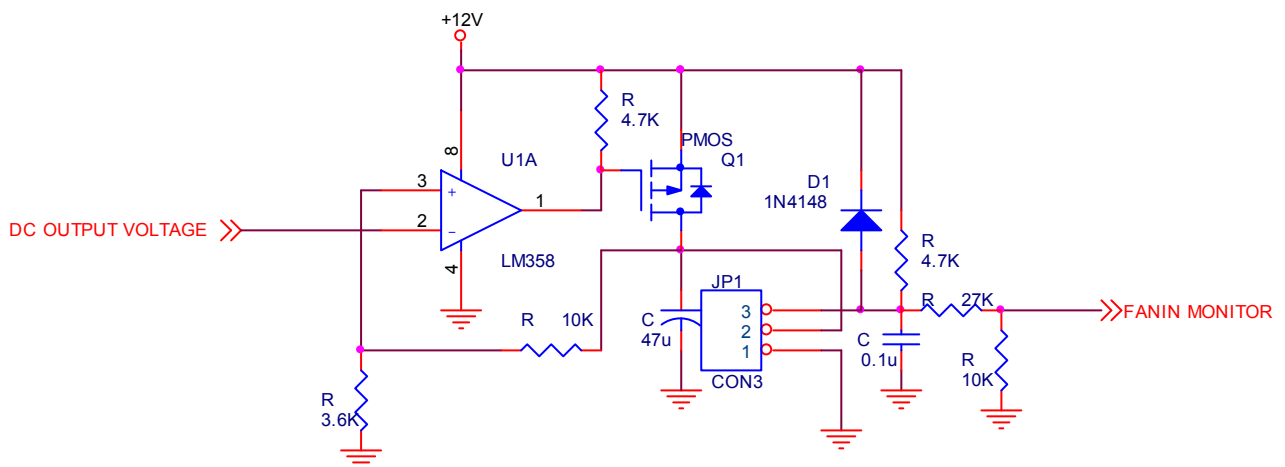 +12V
R
4.7K
PMOS
Q1
8
U1A
3
+
1
D1
1N4148
2
−
DC OUTPUT VOLTAGE
4
LM358
R
4.7K
JP1
R 10K
C
47u
3
2
1
R 27K
FANIN MONITOR
C
0.1u
R
10K
CON3
R
3.6K